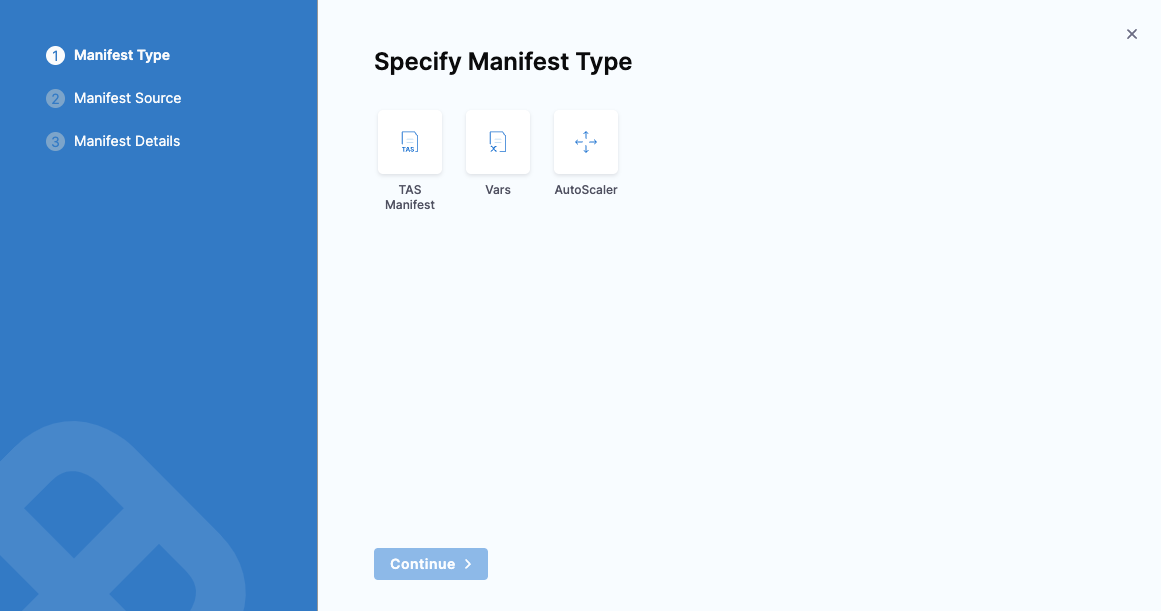 1 Manifest Type
2 Manifest Source
3 Manifest Details
Specify Manifest Type
TAS
X
TAS
Manifest
Vars
AutoScaler
Continue